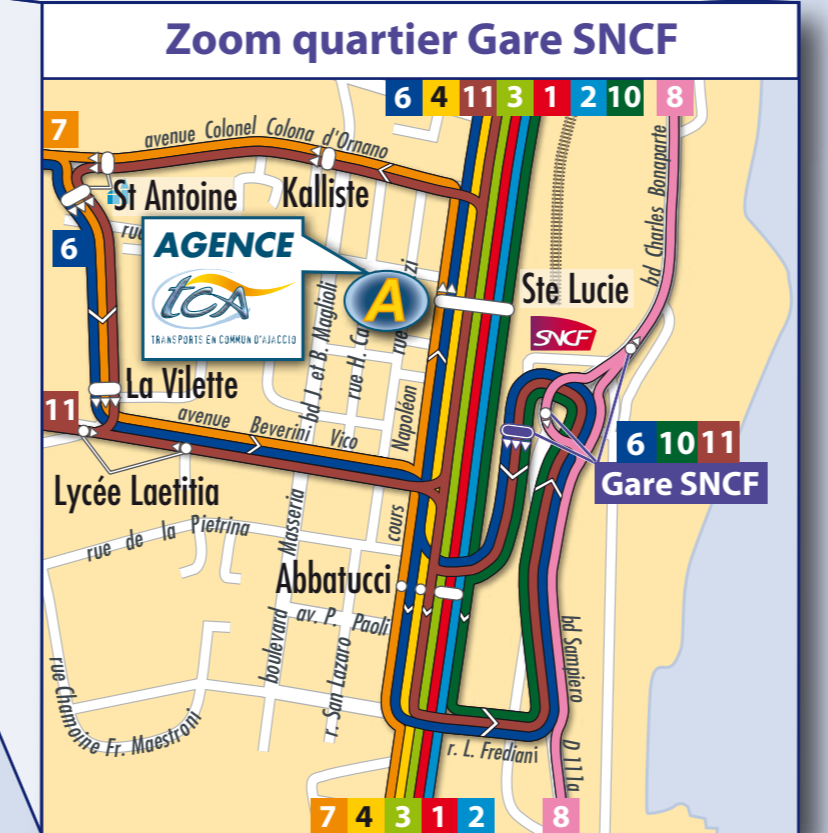 Zoom quartier Gare SNCF
6 4 11 3 1 2 10 8
7
avenue Colonel Colona d'Ornano
bd Charles Bonaparte
St Antoine
Kalliste
6
AGENCE
tca
TRANSPORTS EN COMMUN D'AJACCIO
A
Ste Lucie
SNCF
bd J. et B. Maglioli
rue H.
La Vilette
11
avenue Beverini Vico
cours Napoléon
6 10 11
Gare SNCF
Lycée Laetitia
rue de la Pietrina
boulevard Masseria
Abbatucci
av. P. Paoli
r. San Lazaro
rue Chamoine Fr. Maestroni
r. L. Frediani
bd Sampiero
D 111a
7 4 3 1 2 8